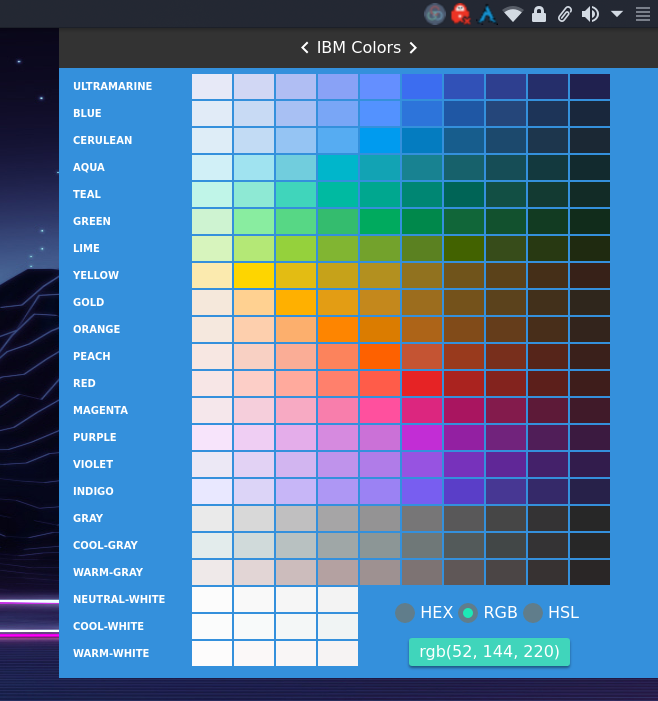 IBM Colors
ULTRAMARINE
BLUE
CERULEAN
AQUA
TEAL
GREEN
LIME
YELLOW
GOLD
ORANGE
PEACH
RED
MAGENTA
PURPLE
VIOLET
INDIGO
GRAY
COOL-GRAY
WARM-GRAY
NEUTRAL-WHITE
COOL-WHITE
WARM-WHITE
HEX RGB HSL
rgb(52, 144, 220)